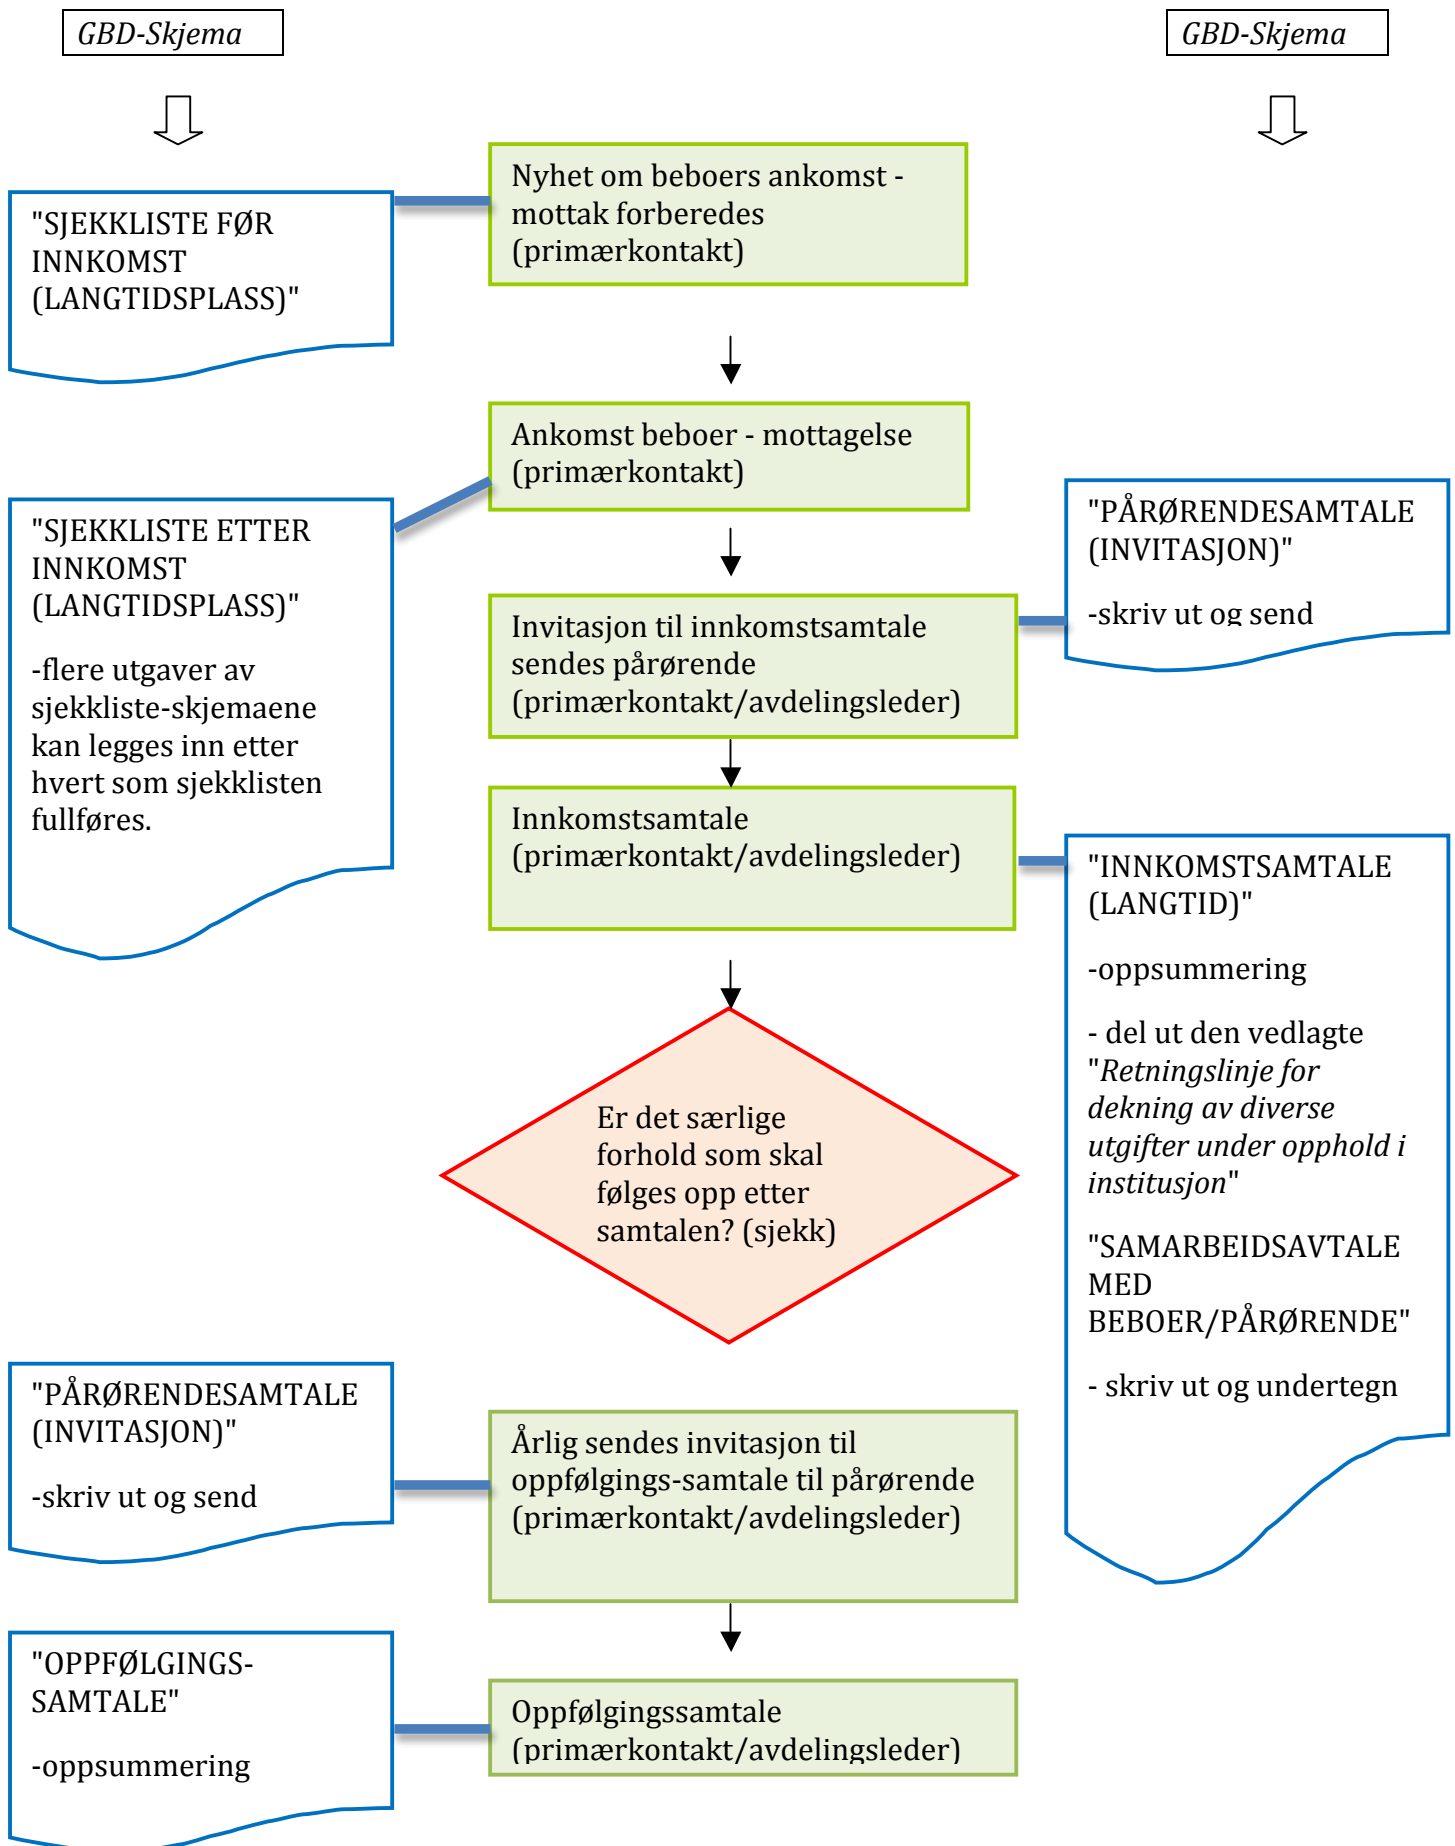 GBD-Skjema
GBD-Skjema
Nyhet om beboers ankomst -
mottak forberedes
(primærkontakt)
"SJEKKLISTE FØR
INNKOMST
(LANGTIDSPLASS)"
Ankomst beboer - mottagelse
(primærkontakt)
"SJEKKLISTE ETTER
INNKOMST
(LANGTIDSPLASS)"
-flere utgaver av
sjekkliste-skjemaene
kan legges inn etter
hvert som sjekklisten
fullføres.
"PÅRØRENDESAMTALE
(INVITASJON)"
-skriv ut og send
Invitasjon til innkomstsamtale
sendes pårørende
(primærkontakt/avdelingsleder)
Innkomstsamtale
(primærkontakt/avdelingsleder)
"INNKOMSTSAMTALE
(LANGTID)"
-oppsummering
- del ut den vedlagte
"Retningslinje for
dekning av diverse
utgifter under opphold i
institusjon"
"SAMARBEIDSAVTALE
MED
BEBOER/PÅRØRENDE"
- skriv ut og undertegn
Er det særlige
forhold som skal
følges opp etter
samtalen? (sjekk)
"PÅRØRENDESAMTALE
(INVITASJON)"
-skriv ut og send
Årlig sendes invitasjon til
oppfølgings-samtale til pårørende
(primærkontakt/avdelingsleder)
"OPPFØLGINGS-
SAMTALE"
-oppsummering
Oppfølgingssamtale
(primærkontakt/avdelingsleder)